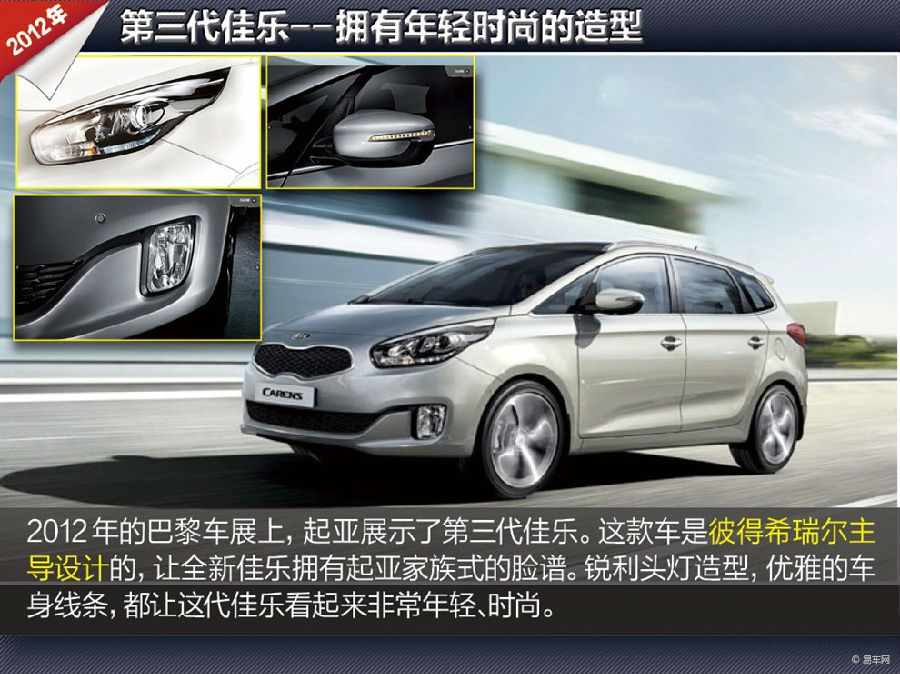 2012年
第三代佳乐--拥有年轻时尚的造型
CARENS
2012年的巴黎车展上，起亚展示了第三代佳乐。这款车是彼得希瑞尔主
导设计的，让全新佳乐拥有起亚家族式的脸谱。锐利头灯造型，优雅的车
身线条，都让这代佳乐看起来非常年轻、时尚。
© 易车网